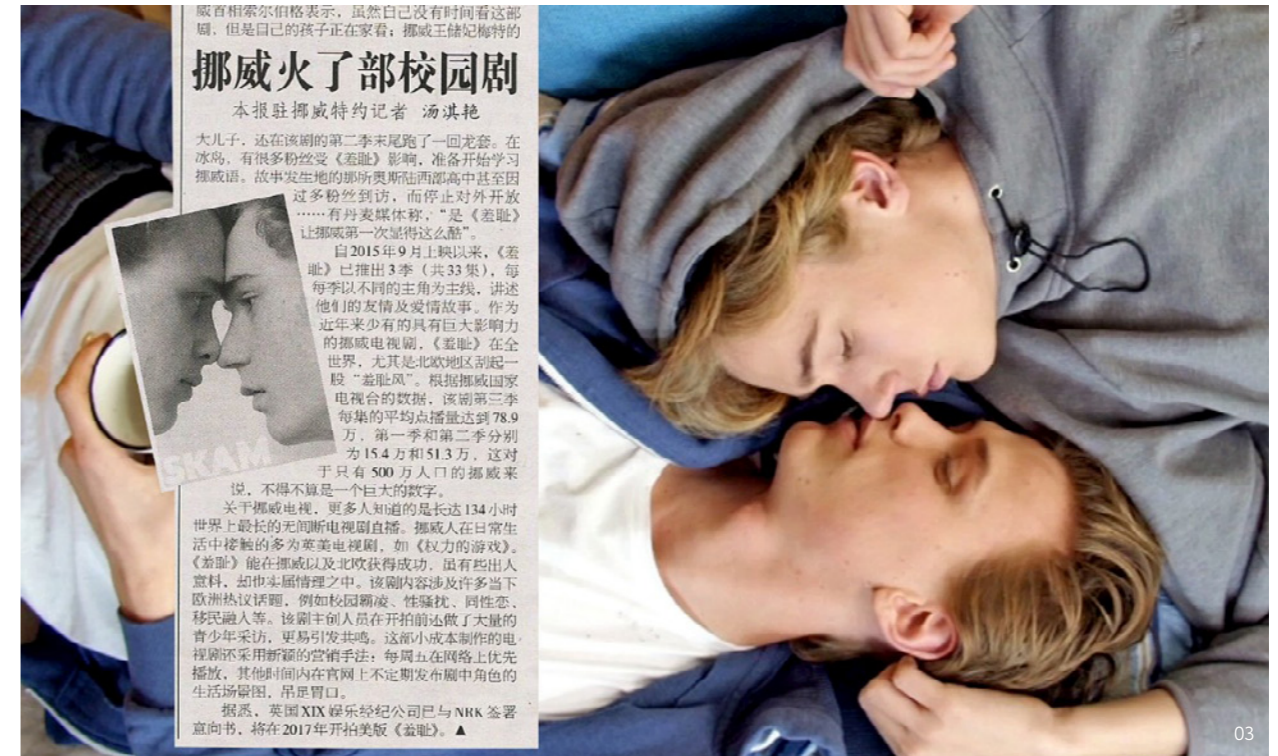 威首相索尔伯格表示，虽然自己没有时间看这部
剧，但是自己的孩子正在家看；挪威王储妃梅特的
挪威火了部校园剧
本报驻挪威特约记者 汤淇艳
大儿子，还在该剧的第二季末尾跑了一回龙套。在
冰岛，有很多粉丝受《羞耻》影响，准备开始学习
挪威语。故事发生地的那所奥斯陆西部高中甚至因
过多粉丝到访，而停止对外开放
……有丹麦媒体称，“是《羞耻》
让挪威第一次显得这么酷”。
自2015年9月上映以来，《羞
耻》已推出3季（共33集），每
每季以不同的主角为主线，讲述
他们的友情及爱情故事。作为
近年来少有的具有巨大影响力
的挪威电视剧，《羞耻》在全
世界，尤其是北欧地区刮起一
股“羞耻风”。根据挪威国家
电视台的数据，该剧第三季
每集的平均点播量达到78.9
万，第一季和第二季分别
为15.4万和51.3万，这对
于只有500万人口的挪威来
说，不得不算是一个巨大的数字。
SKAM
关于挪威电视，更多人知道的是长达134小时
世界上最长的无间断电视剧直播。挪威人在日常生
活中接触的多为英美电视剧，如《权力的游戏》。
《羞耻》能在挪威以及北欧获得成功，虽有些出人
意料，却也实属情理之中。该剧内容涉及许多当下
欧洲热议话题，例如校园霸凌、性骚扰、同性恋、
移民融入等。该剧主创人员在开拍前还做了大量的
青少年采访，更易引发共鸣。这部小成本制作的电
视剧还采用新颖的营销手法：每周五在网络上优先
播放，其他时间内在官网上不定期发布剧中角色的
生活场景图，吊足胃口。
据悉，英国XIX娱乐经纪公司已与NRK签署
意向书，将在2017年开拍美版《羞耻》。▲
03